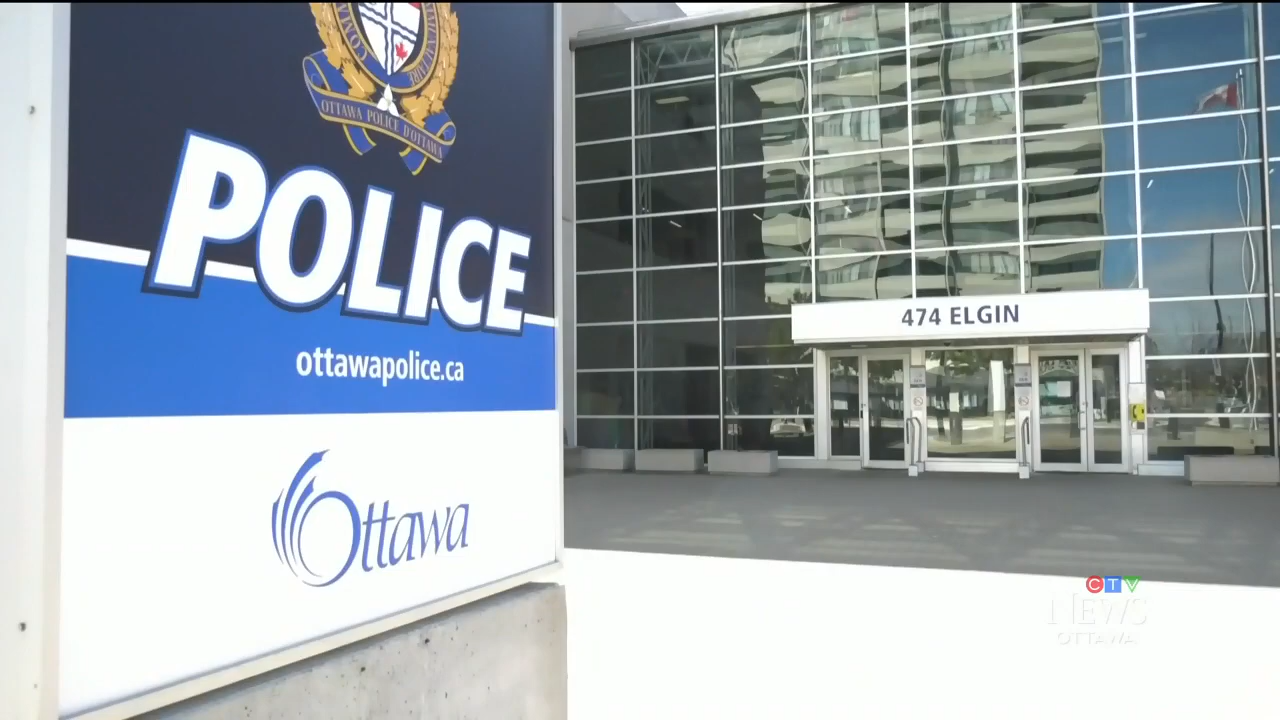 OTTAWA POLICE D'OTTAWA
POLICE
ottawapolice.ca
Ottawa
474 ELGIN
CTV
NEWS
OTTAWA